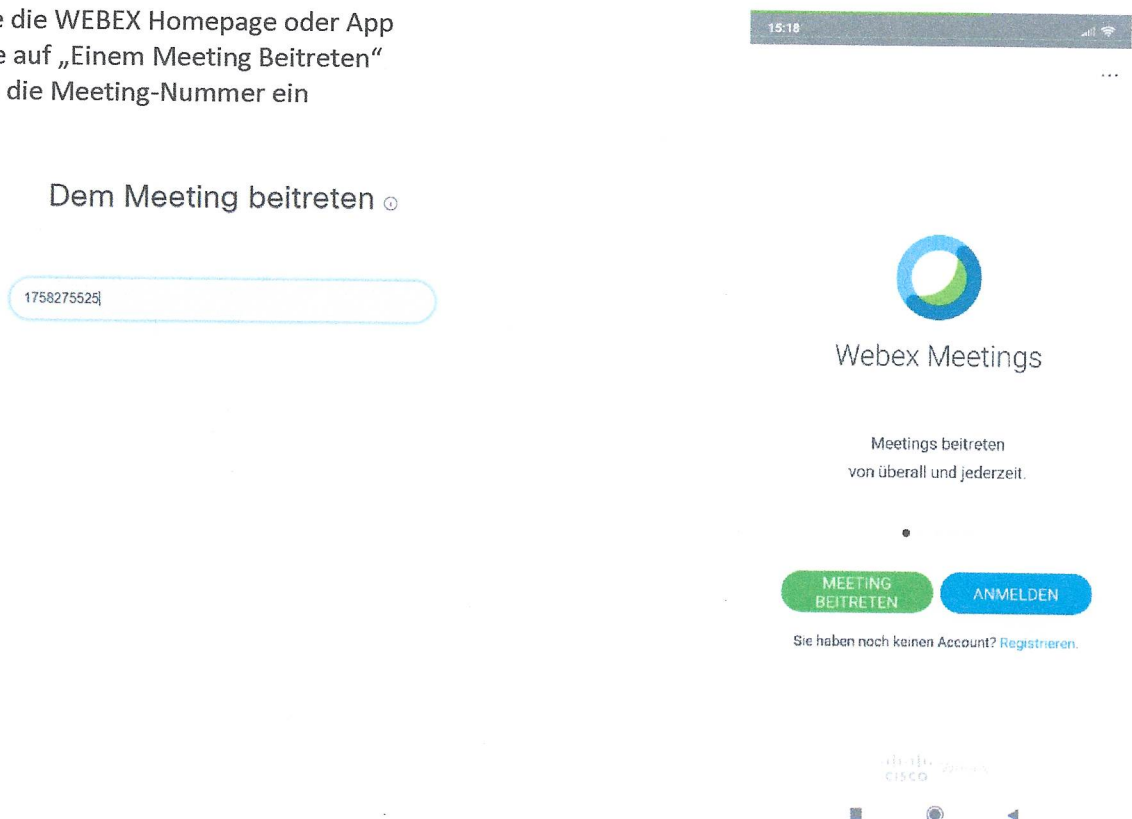 e die WEBEX Homepage oder App
e auf „Einem Meeting Beitreten“
die Meeting-Nummer ein
Dem Meeting beitreten
1758275525
15:18
...
Webex Meetings
Meetings beitreten
von überall und jederzeit.
MEETING
BEITRETEN
ANMELDEN
Sie haben noch keinen Account? Registrieren.
CISCO